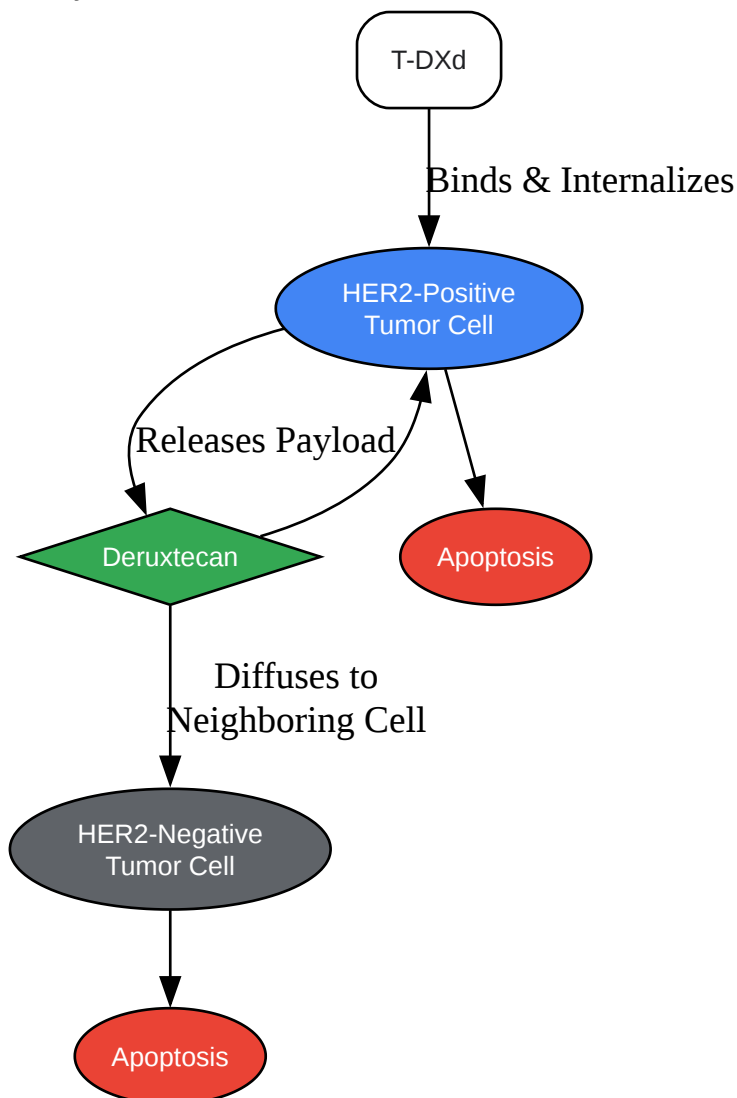 T-DXd
Binds & Internalizes
HER2-Positive
Tumor Cell
Releases Payload
Deruxtecan
Apoptosis
Diffuses to
Neighboring Cell
HER2-Negative
Tumor Cell
Apoptosis